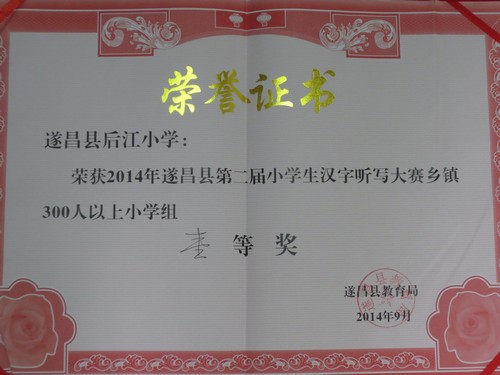 荣誉证书
遂昌县后江小学：
荣获2014年遂昌县第二届小学生汉字听写大赛乡镇
300人以上小学组
壹等奖
遂昌县教育局
2014年9月